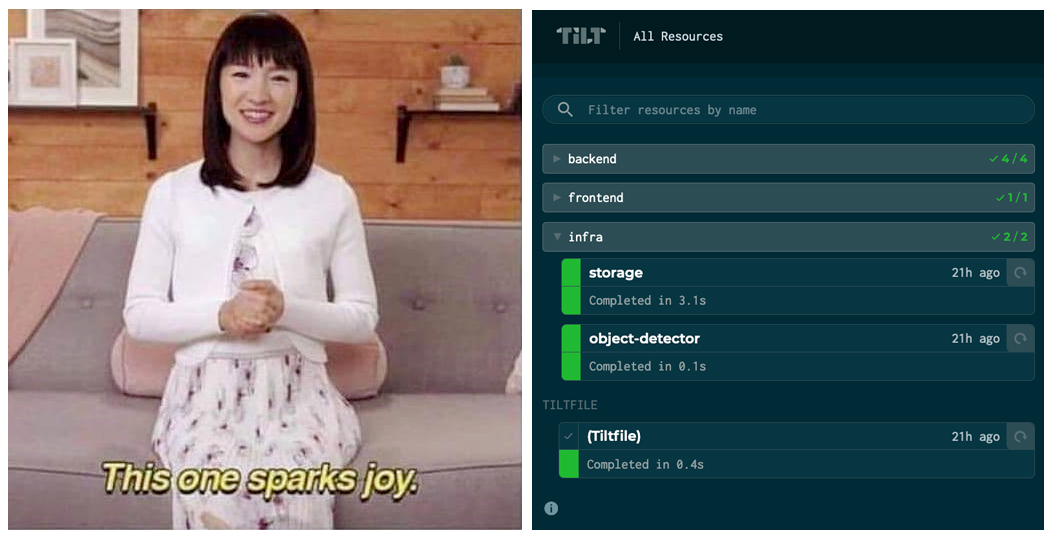 This one sparks joy.
TILT
All Resources
Filter resources by name
backend
4/4
frontend
1/1
infra
2/2
storage
21h ago
Completed in 3.1s
object-detector
21h ago
Completed in 0.1s
TILTFILE
(Tiltfile)
21h ago
Completed in 0.4s